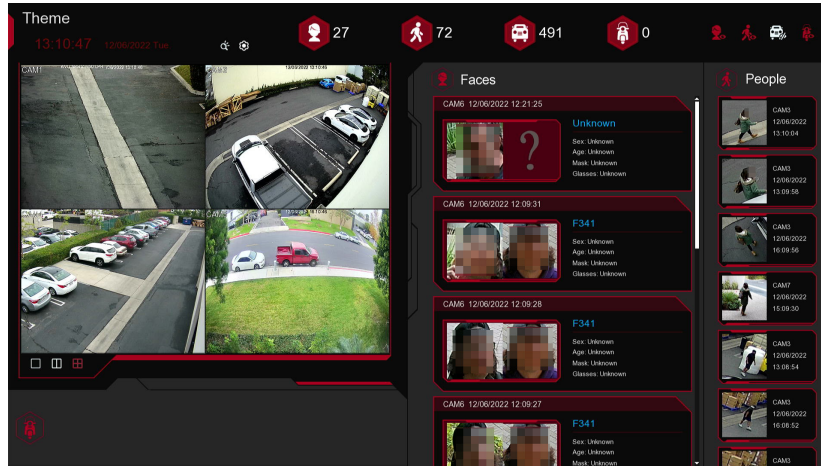 Theme
13:10:47 12/06/2022 Tue
27
72
491
0
CAM1
12/06/2022 13:10:46
Faces
People
CAM6 12/06/2022 12:21:25
Unknown
Sex: Unknown
Age: Unknown
Mask: Unknown
Glasses: Unknown
?
CAM6 12/06/2022 12:09:31
F341
Sex: Unknown
Age: Unknown
Mask: Unknown
Glasses: Unknown
CAM6 12/06/2022 12:09:28
F341
Sex: Unknown
Age: Unknown
Mask: Unknown
Glasses: Unknown
CAM6 12/06/2022 12:09:27
F341
Sex: Unknown
Age: Unknown
Mask: Unknown
CAM3
12/06/2022
13:10:04
CAM3
12/06/2022
13:09:58
CAM3
12/06/2022
16:09:56
CAM7
12/06/2022
15:09:30
CAM3
12/06/2022
13:08:54
CAM3
12/06/2022
16:08:52
CAM3